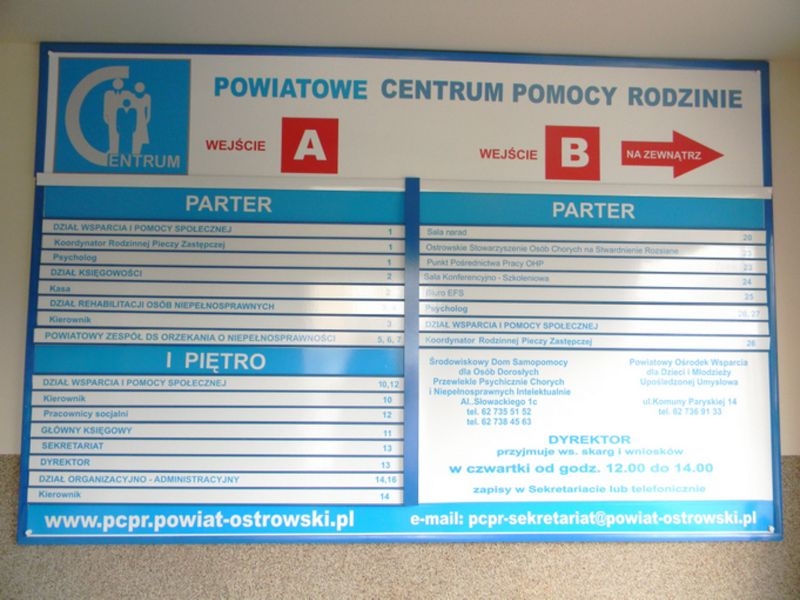 CENTRUM
POWIATOWE CENTRUM POMOCY RODZINIE
WEJŚCIE A
WEJŚCIE B NA ZEWNĄTRZ
PARTER
DZIAŁ WSPARCIA I POMOCY SPOŁECZNEJ 1
Koordynator Rodzinnej Pieczy Zastępczej 1
Psycholog 1
DZIAŁ KSIĘGOWOŚCI 2
Kasa
DZIAŁ REHABILITACJI OSÓB NIEPEŁNOSPRAWNYCH
Kierownik 3
POWIATOWY ZESPÓŁ DS ORZEKANIA O NIEPEŁNOSPRAWNOŚCI 5, 6, 7
I PIĘTRO
DZIAŁ WSPARCIA I POMOCY SPOŁECZNEJ 10,12
Kierownik 10
Pracownicy socjalni 12
GŁÓWNY KSIĘGOWY 11
SEKRETARIAT 13
DYREKTOR 13
DZIAŁ ORGANIZACYJNO - ADMINISTRACYJNY 14,16
Kierownik 14
PARTER
Sala narad 20
Ostrowskie Stowarzyszenie Osób Chorych na Stwardnienie Rozsiane
Punkt Pośrednictwa Pracy OHP 23
Sala Konferencyjno - Szkoleniowa 24
Biuro EFS 25
Psycholog 26, 27
DZIAŁ WSPARCIA I POMOCY SPOŁECZNEJ
Koordynator Rodzinnej Pieczy Zastępczej 26
Środowiskowy Dom Samopomocy
dla Osób Dorosłych
Przewlekle Psychicznie Chorych
i Niepełnosprawnych Intelektualnie
Al..Słowackiego 1c
tel. 62 735 51 52
tel. 62 738 45 63
Powiatowy Ośrodek Wsparcia
dla Dzieci i Młodzieży
Upośledzonej Umysłowa
ul.Komuny Paryskiej 14
tel. 62 736 91 33
DYREKTOR
przyjmuje ws. skarg i wniosków
w czwartki od godz. 12.00 do 14.00
zapisy w Sekretariacie lub telefonicznie
www.pcpr.powiat-ostrowski.pl
e-mail: pcpr-sekretariat@powiat-ostrowski.pl